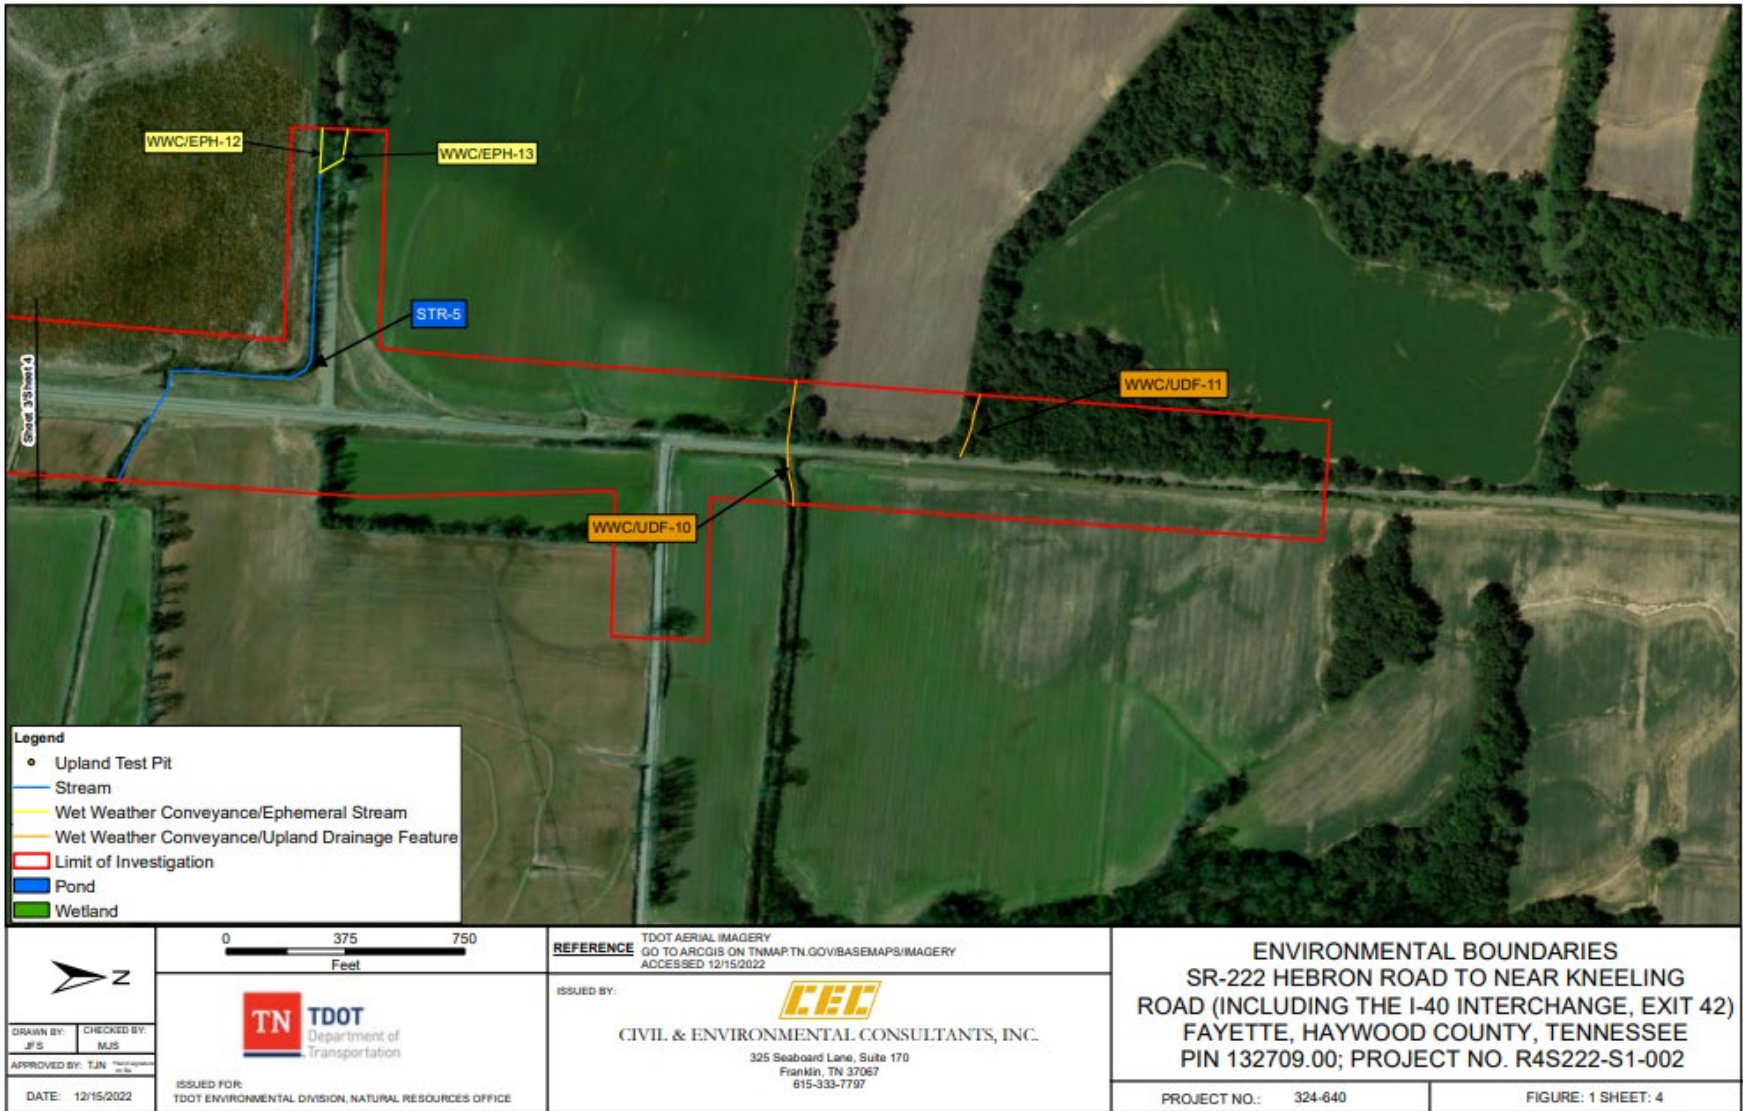 WWC/EPH-12
WWC/EPH-13
STR-5
Sheet 3/Sheet 4
WWC/UDF-11
WWC/UDF-10
Legend
Upland Test Pit
Stream
Wet Weather Conveyance/Ephemeral Stream
Wet Weather Conveyance/Upland Drainage Feature
Limit of Investigation
Pond
Wetland
N
DRAWN BY: JFS
CHECKED BY: MJS
APPROVED BY: TJN
DATE: 12/15/2022
0 375 750
Feet
TN
TDOT
Department of
Transportation
ISSUED FOR:
TDOT ENVIRONMENTAL DIVISION, NATURAL RESOURCES OFFICE
REFERENCE
TDOT AERIAL IMAGERY
GO TO ARCGIS ON TNMAP.TN.GOV/BASEMAPS/IMAGERY
ACCESSED 12/15/2022
ISSUED BY:
CEC
CIVIL & ENVIRONMENTAL CONSULTANTS, INC.
325 Seaboard Lane, Suite 170
Franklin, TN 37067
615-333-7797
ENVIRONMENTAL BOUNDARIES
SR-222 HEBRON ROAD TO NEAR KNEELING
ROAD (INCLUDING THE I-40 INTERCHANGE, EXIT 42)
FAYETTE, HAYWOOD COUNTY, TENNESSEE
PIN 132709.00; PROJECT NO. R4S222-S1-002
PROJECT NO.: 324-640
FIGURE: 1 SHEET: 4